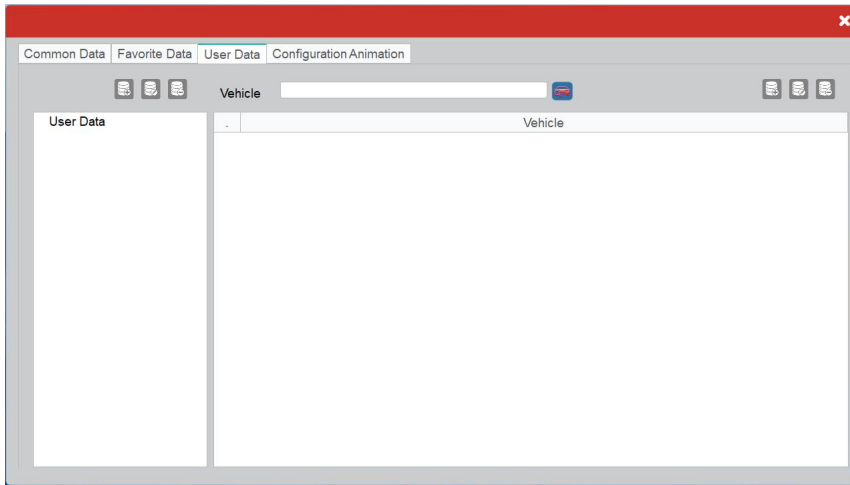 Common Data Favorite Data User Data Configuration Animation
Vehicle
User Data
. Vehicle